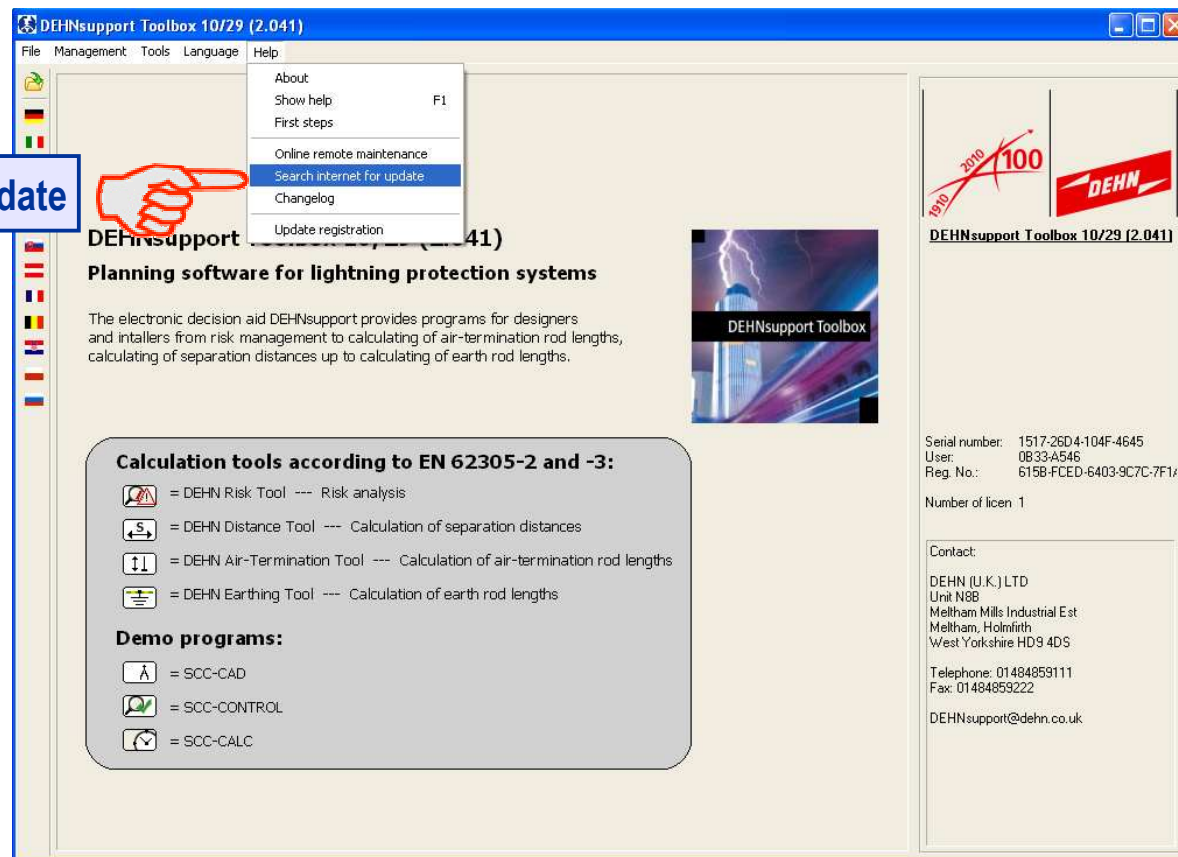 DEHNsupport Toolbox 10/29 (2.041)
File Management Tools Language Help
About
Show help F1
First steps
Online remote maintenance
Search internet for update
Changelog
Update registration
date
1910 2010 100
DEHN
DEHNsupport Toolbox 10/29 (2.041)
DEHNsupport Toolbox 10/29 (2.041)
Planning software for lightning protection systems
The electronic decision aid DEHNsupport provides programs for designers
and intallers from risk management to calculating of air-termination rod lengths,
calculating of separation distances up to calculating of earth rod lengths.
DEHNsupport Toolbox
Calculation tools according to EN 62305-2 and -3:
= DEHN Risk Tool --- Risk analysis
S = DEHN Distance Tool --- Calculation of separation distances
= DEHN Air-Termination Tool --- Calculation of air-termination rod lengths
= DEHN Earthing Tool --- Calculation of earth rod lengths
Demo programs:
= SCC-CAD
= SCC-CONTROL
= SCC-CALC
Serial number: 1517-26D4-104F-4645
User: 0B33-A546
Reg. No.: 615B-FCED-6403-9C7C-7F1A
Number of licen 1
Contact:
DEHN (U.K.) LTD
Unit N8B
Meltham Mills Industrial Est
Meltham, Holmfirth
West Yorkshire HD9 4DS
Telephone: 01484859111
Fax: 01484859222
DEHNsupport@dehn.co.uk